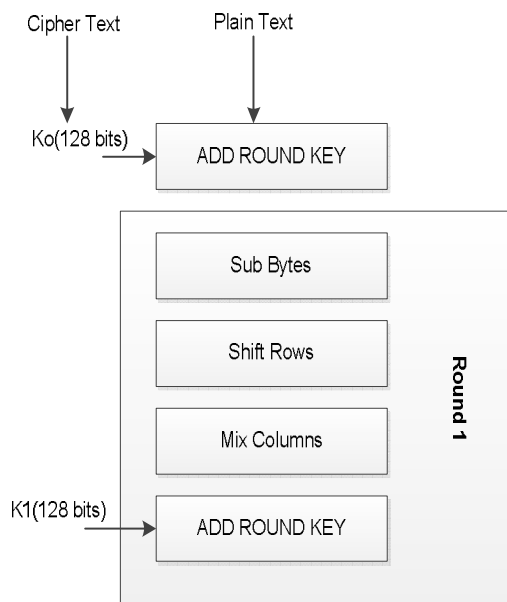 Cipher Text
Plain Text
Ko(128 bits)
ADD ROUND KEY
Sub Bytes
Shift Rows
Round 1
Mix Columns
K1(128 bits)
ADD ROUND KEY